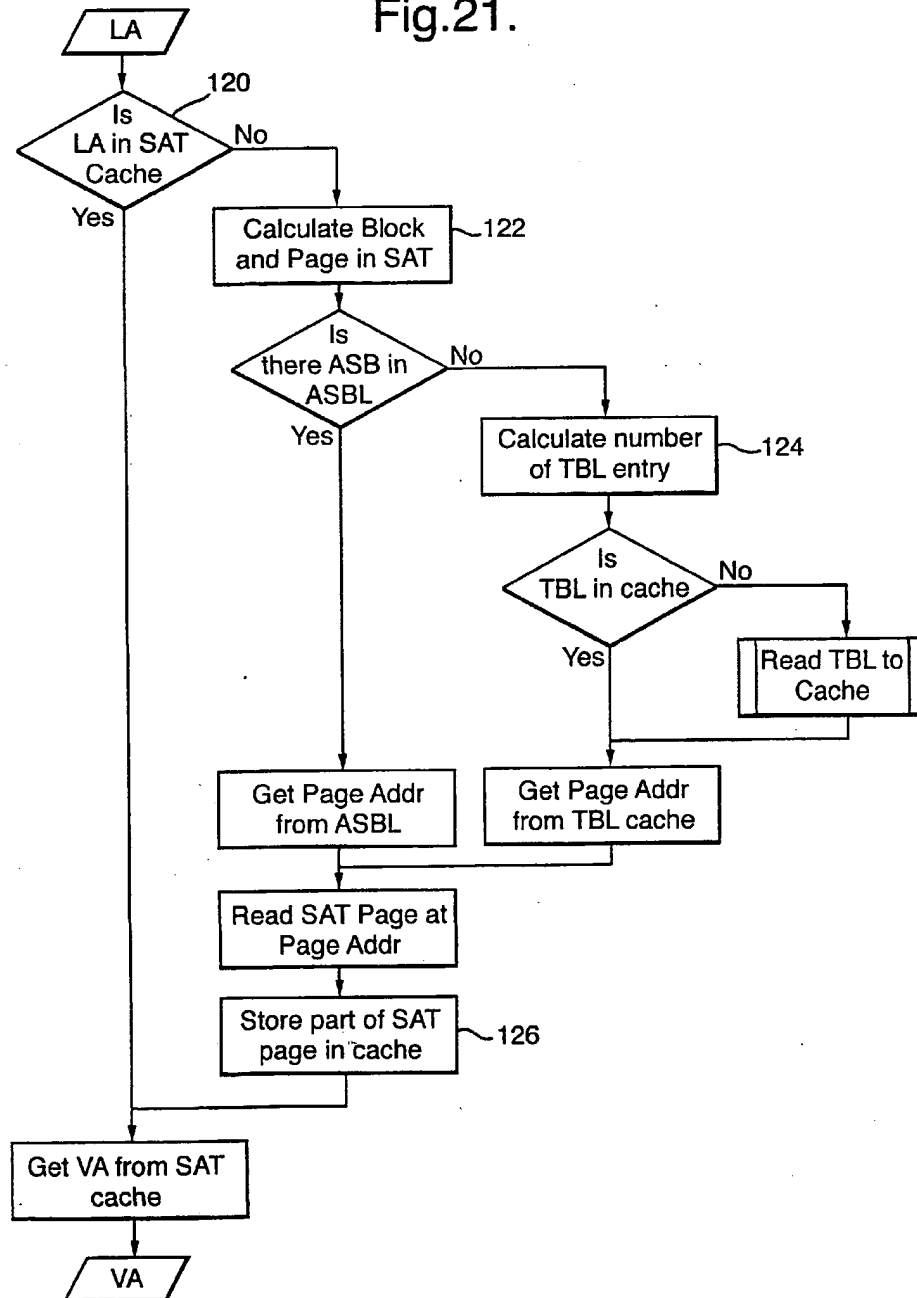 Fig.21.
LA
120
Is
LA in SAT
Cache
No
Yes
Calculate Block
and Page in SAT
122
Is
there ASB in
ASBL
No
Yes
Calculate number
of TBL entry
124
Is
TBL in cache
No
Yes
Read TBL to
Cache
Get Page Addr
from ASBL
Get Page Addr
from TBL cache
Read SAT Page at
Page Addr
Store part of SAT
page in cache
126
Get VA from SAT
cache
VA